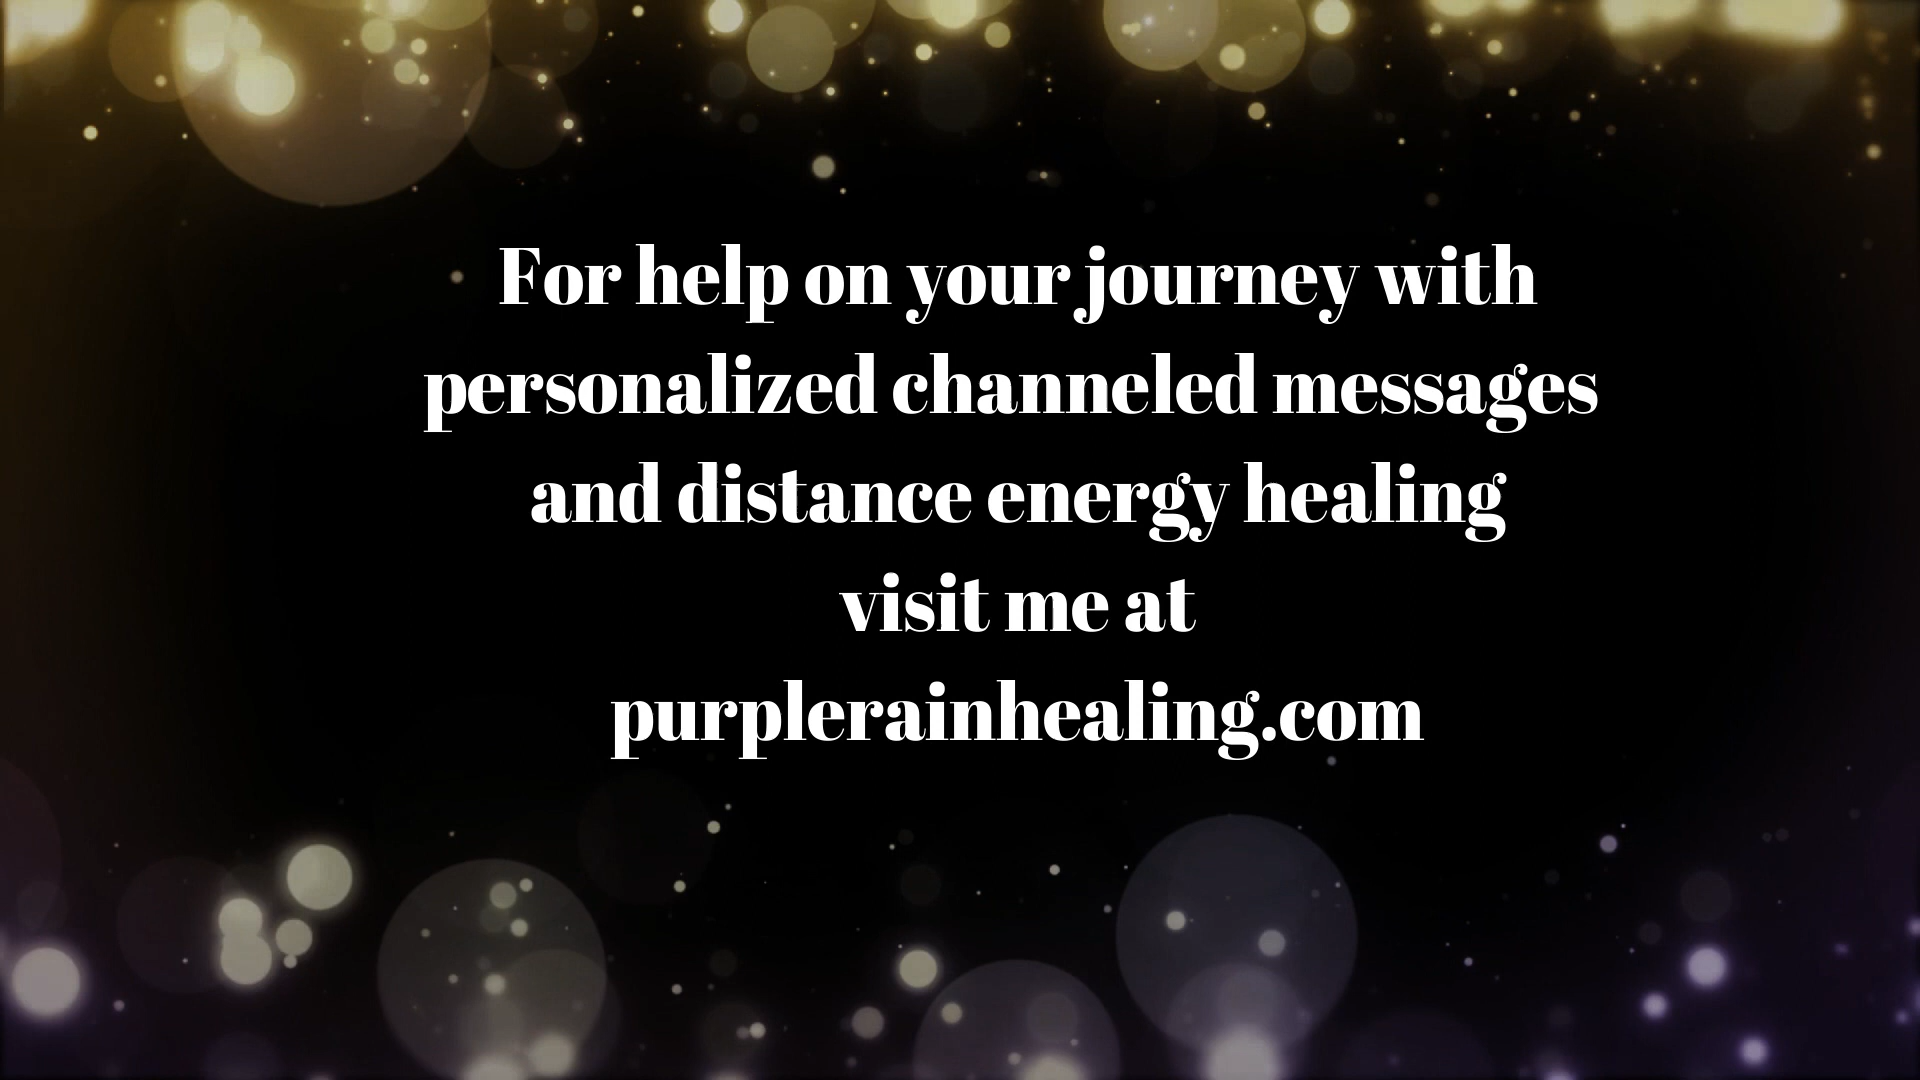 For help on your journey with
personalized channeled messages
and distance energy healing
visit me at
purplerainhealing.com